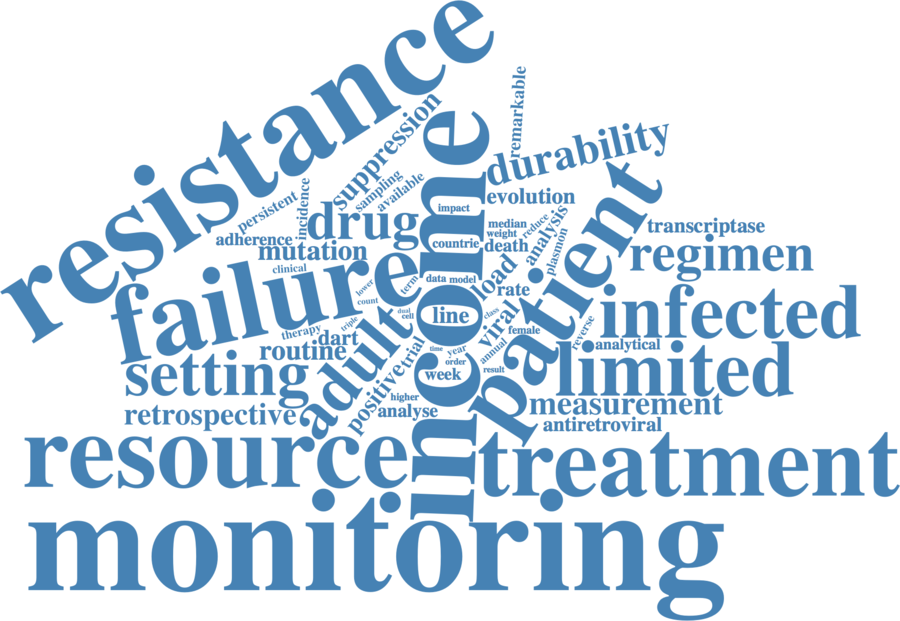 resistance
remarkable
suppression
durability
income
sampling
available
evolution
patient
persistent
incidence
drug
impact
median
reduce
analysis
weight
transcriptase
adherence
mutation
countrie
death
plasmon
regimen
clinical
failure
term
data model
load
rate
lower
count
dual
cell
line
class
viral
infected
therapy
triple
dart
female
reverse
routine
adult
trial
time
year
annual
analytical
setting
positive
order
week
result
limited
higher
analyse
measurement
retrospective
antiretroviral
resource
treatment
monitoring